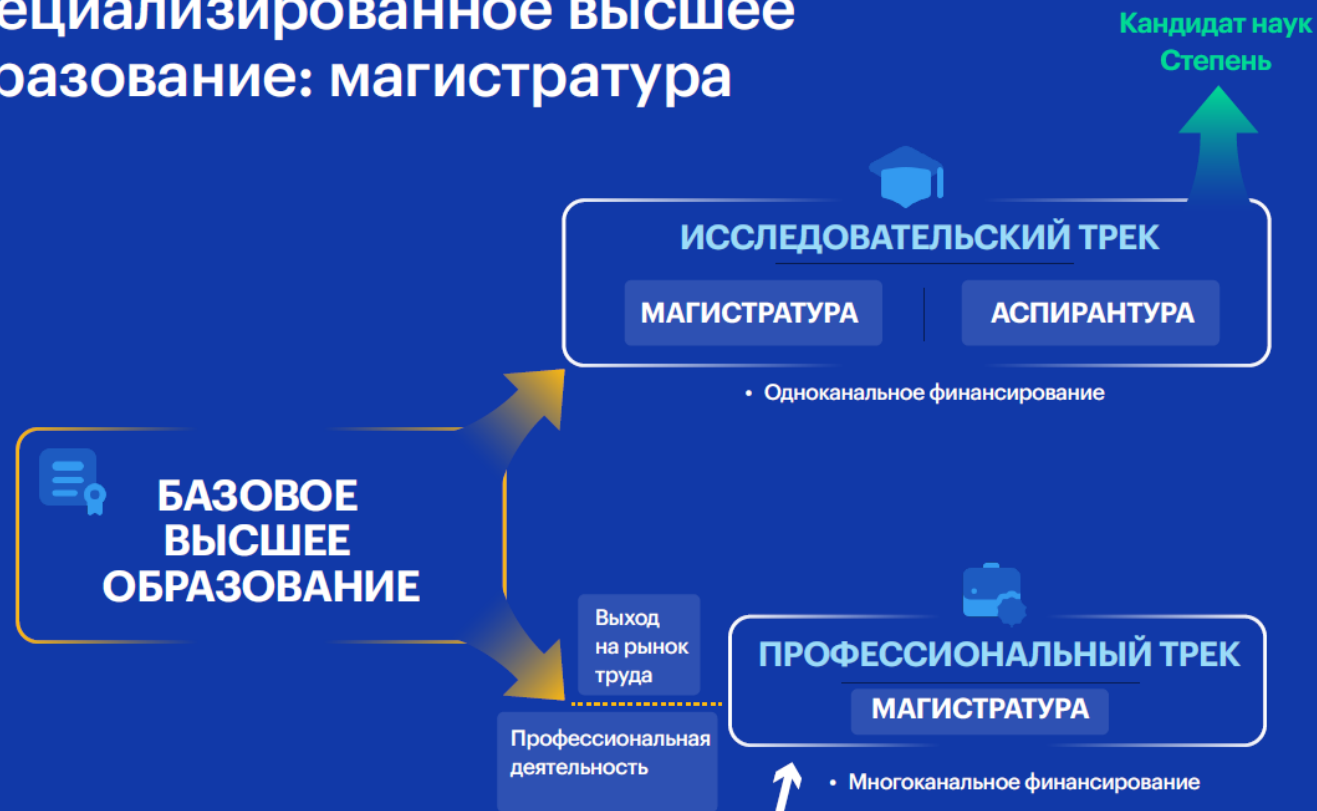 ециализированное высшее
разование: магистратура
Кандидат наук
Степень
ИССЛЕДОВАТЕЛЬСКИЙ ТРЕК
МАГИСТРАТУРА
АСПИРАНТУРА
• Одноканальное финансирование
БАЗОВОЕ
ВЫСШЕЕ
ОБРАЗОВАНИЕ
Выход
на рынок
труда
Профессиональная
деятельность
ПРОФЕССИОНАЛЬНЫЙ ТРЕК
МАГИСТРАТУРА
• Многоканальное финансирование